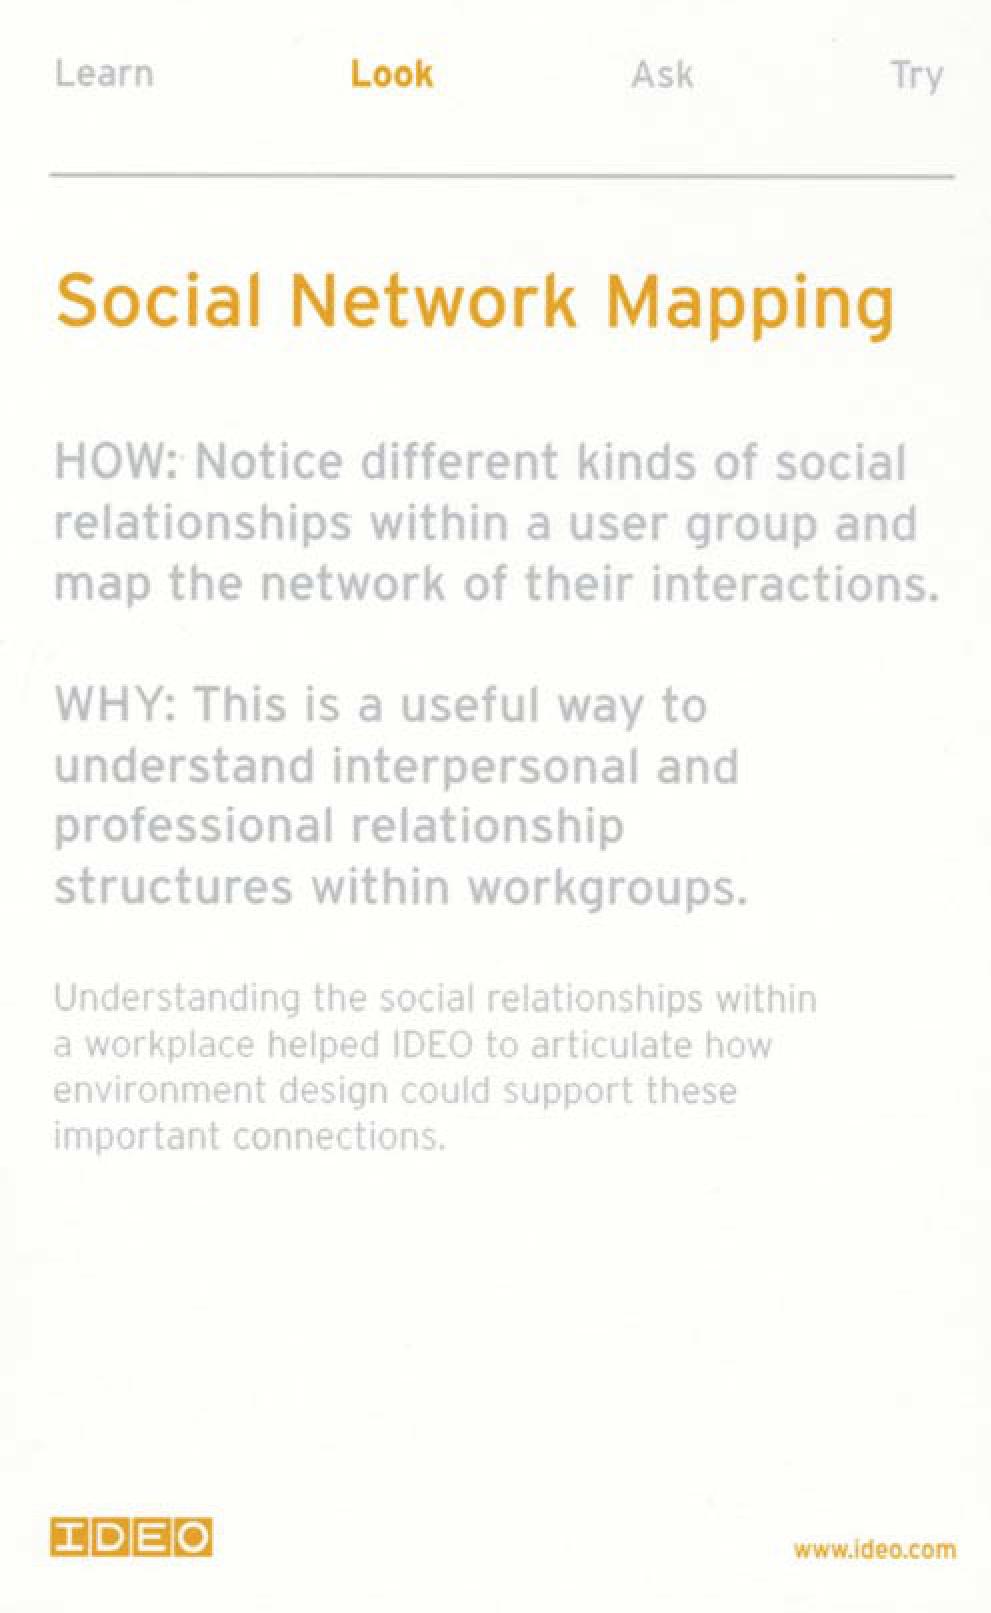 Learn Look Ask Try
Social Network Mapping
HOW: Notice different kinds of social
relationships within a user group and
map the network of their interactions.
WHY: This is a useful way to
understand interpersonal and
professional relationship
structures within workgroups.
Understanding the social relationships within
a workplace helped IDEO to articulate how
environment design could support these
important connections.
IDEO www.ideo.com